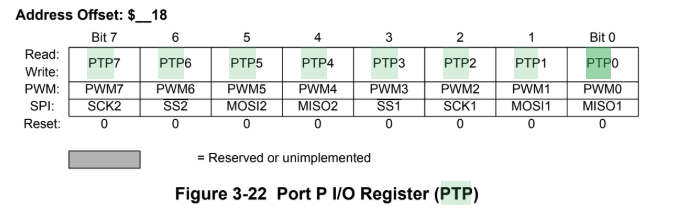 Address Offset: $__18
Bit 7 6 5 4 3 2 1 Bit 0
Read:
Write:
PTP7 PTP6 PTP5 PTP4 PTP3 PTP2 PTP1 PTP0
PWM: PWM7 PWM6 PWM5 PWM4 PWM3 PWM2 PWM1 PWM0
SPI: SCK2 S̅S̅2 MOSI2 MISO2 S̅S̅1 SCK1 MOSI1 MISO1
Reset: 0 0 0 0 0 0 0 0
= Reserved or unimplemented
Figure 3-22 Port P I/O Register (PTP)